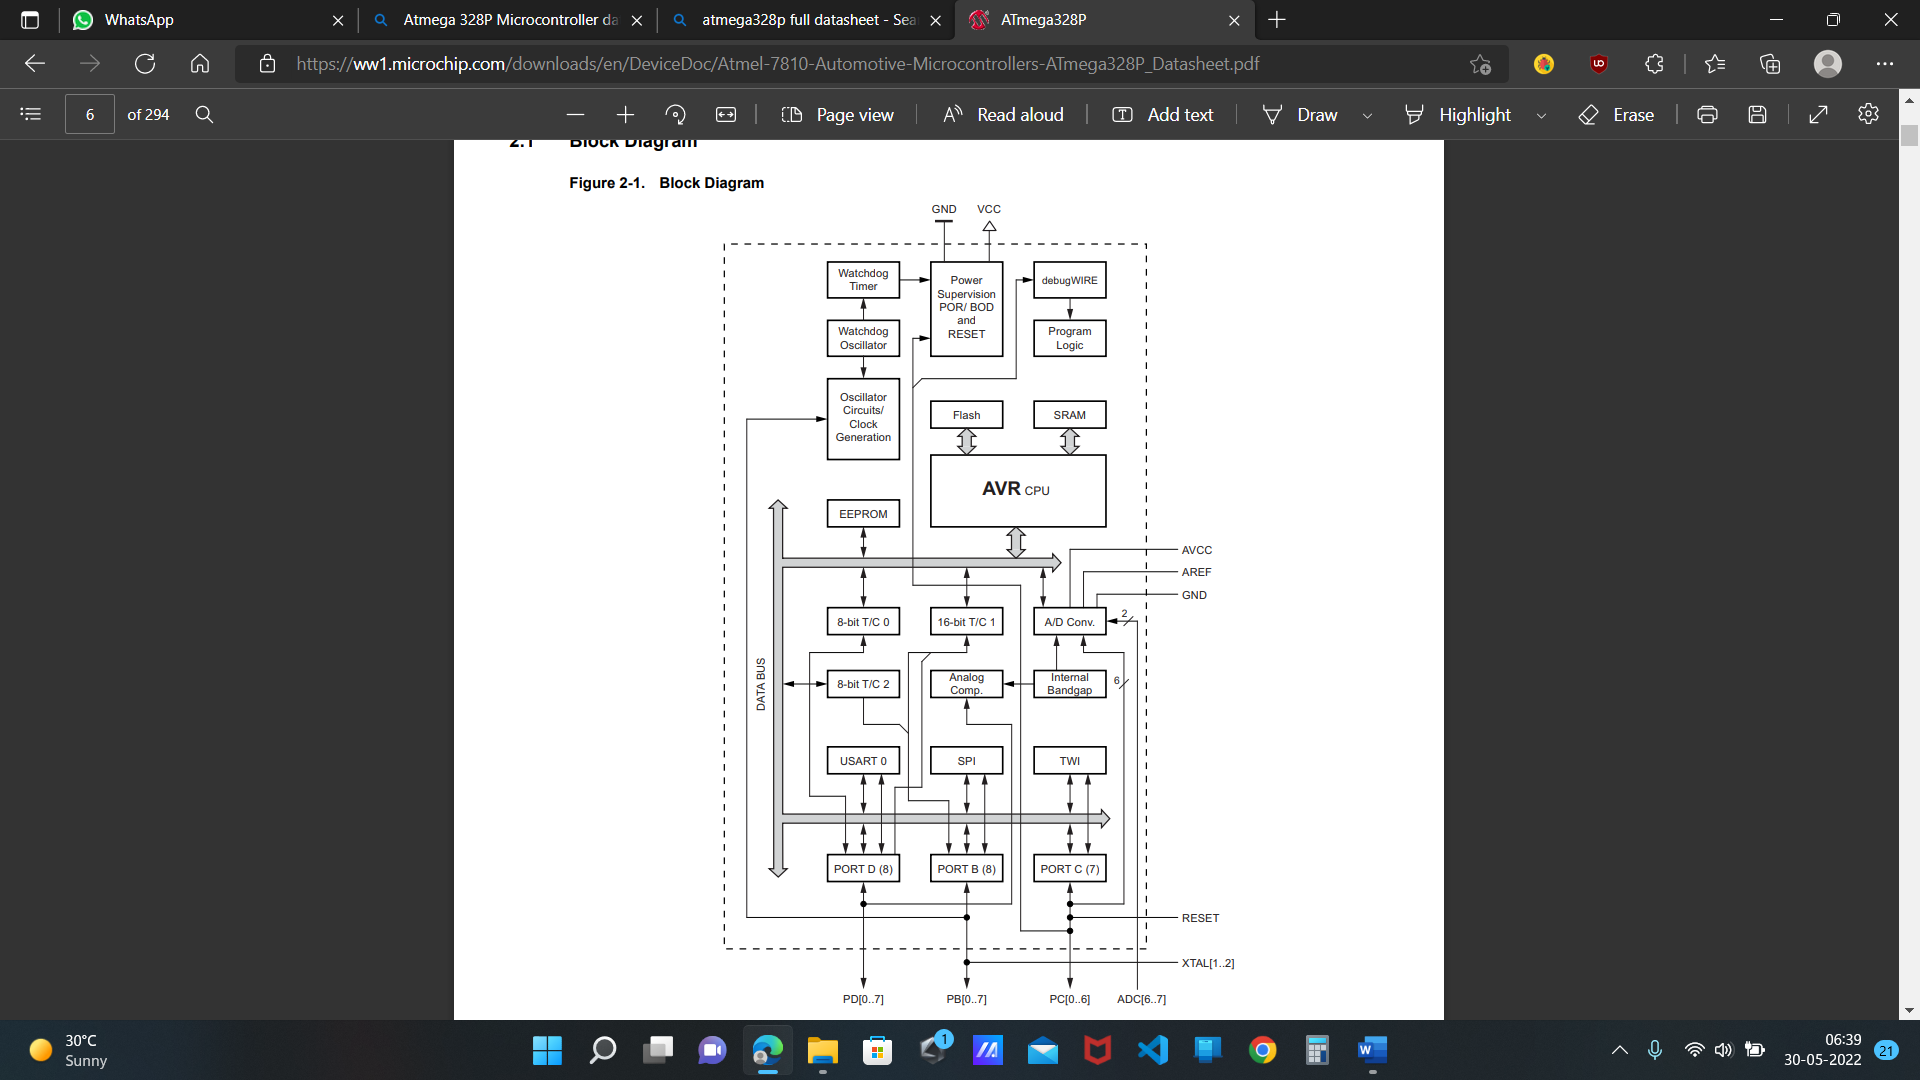 WhatsApp
Atmega 328P Microcontroller da
atmega328p full datasheet - Sea
ATmega328P
https://ww1.microchip.com/downloads/en/DeviceDoc/Atmel-7810-Automotive-Microcontrollers-ATmega328P_Datasheet.pdf
6 of 294
Page view
Read aloud
Add text
Draw
Highlight
Erase
2.1 Block Diagram
Figure 2-1. Block Diagram
GND VCC
Watchdog
Timer
Power
Supervision
POR/ BOD
and
RESET
debugWIRE
Watchdog
Oscillator
Program
Logic
Oscillator
Circuits/
Clock
Generation
Flash
SRAM
AVR CPU
EEPROM
AVCC
AREF
GND
8-bit T/C 0
16-bit T/C 1
A/D Conv.
2
DATA BUS
8-bit T/C 2
Analog
Comp.
Internal
Bandgap
6
USART 0
SPI
TWI
PORT D (8)
PORT B (8)
PORT C (7)
RESET
XTAL[1..2]
PD[0..7]
PB[0..7]
PC[0..6]
ADC[6..7]
30°C
Sunny
1
06:39
30-05-2022
21